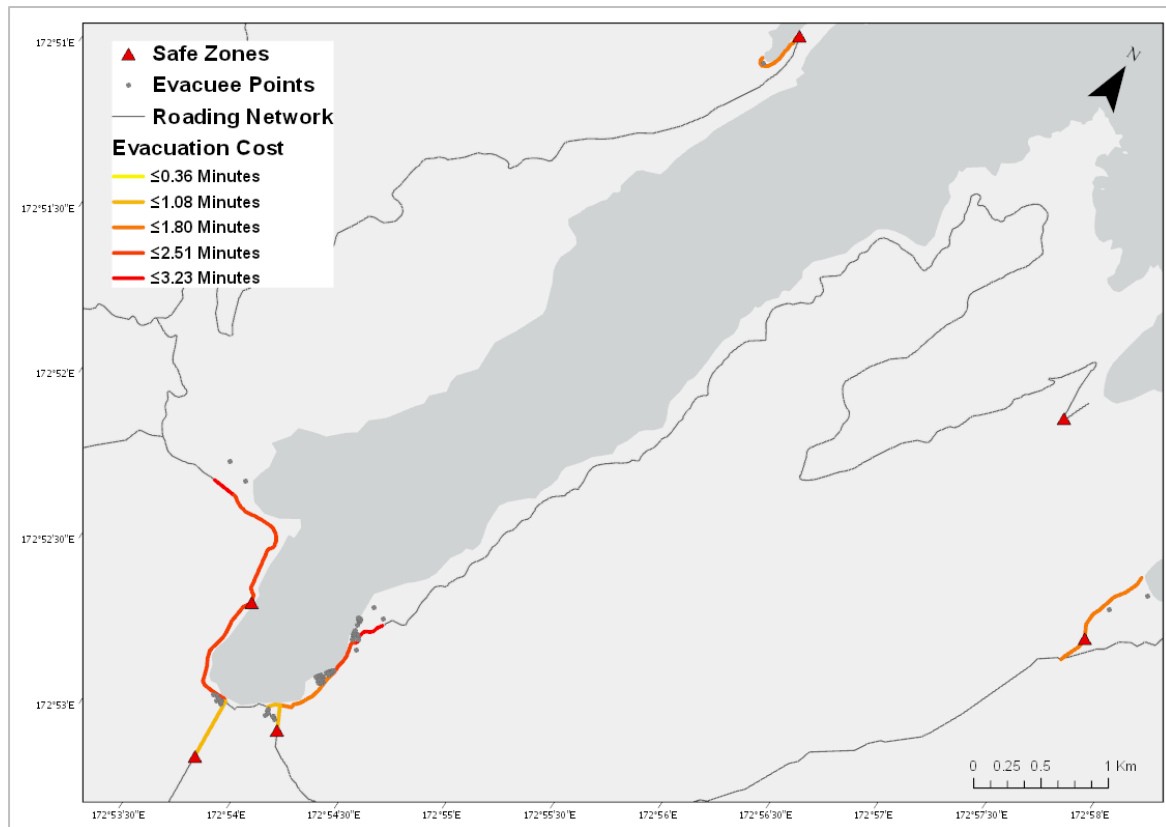 172°51'E
172°51'30"E
172°52'E
172°52'30"E
172°53'E
Safe Zones
Evacuee Points
Roading Network
Evacuation Cost
≤0.36 Minutes
≤1.08 Minutes
≤1.80 Minutes
≤2.51 Minutes
≤3.23 Minutes
N
0 0.25 0.5 1 Km
172°53'30"E 172°54'E 172°54'30"E 172°55'E 172°55'30"E 172°56'E 172°56'30"E 172°57'E 172°57'30"E 172°58'E